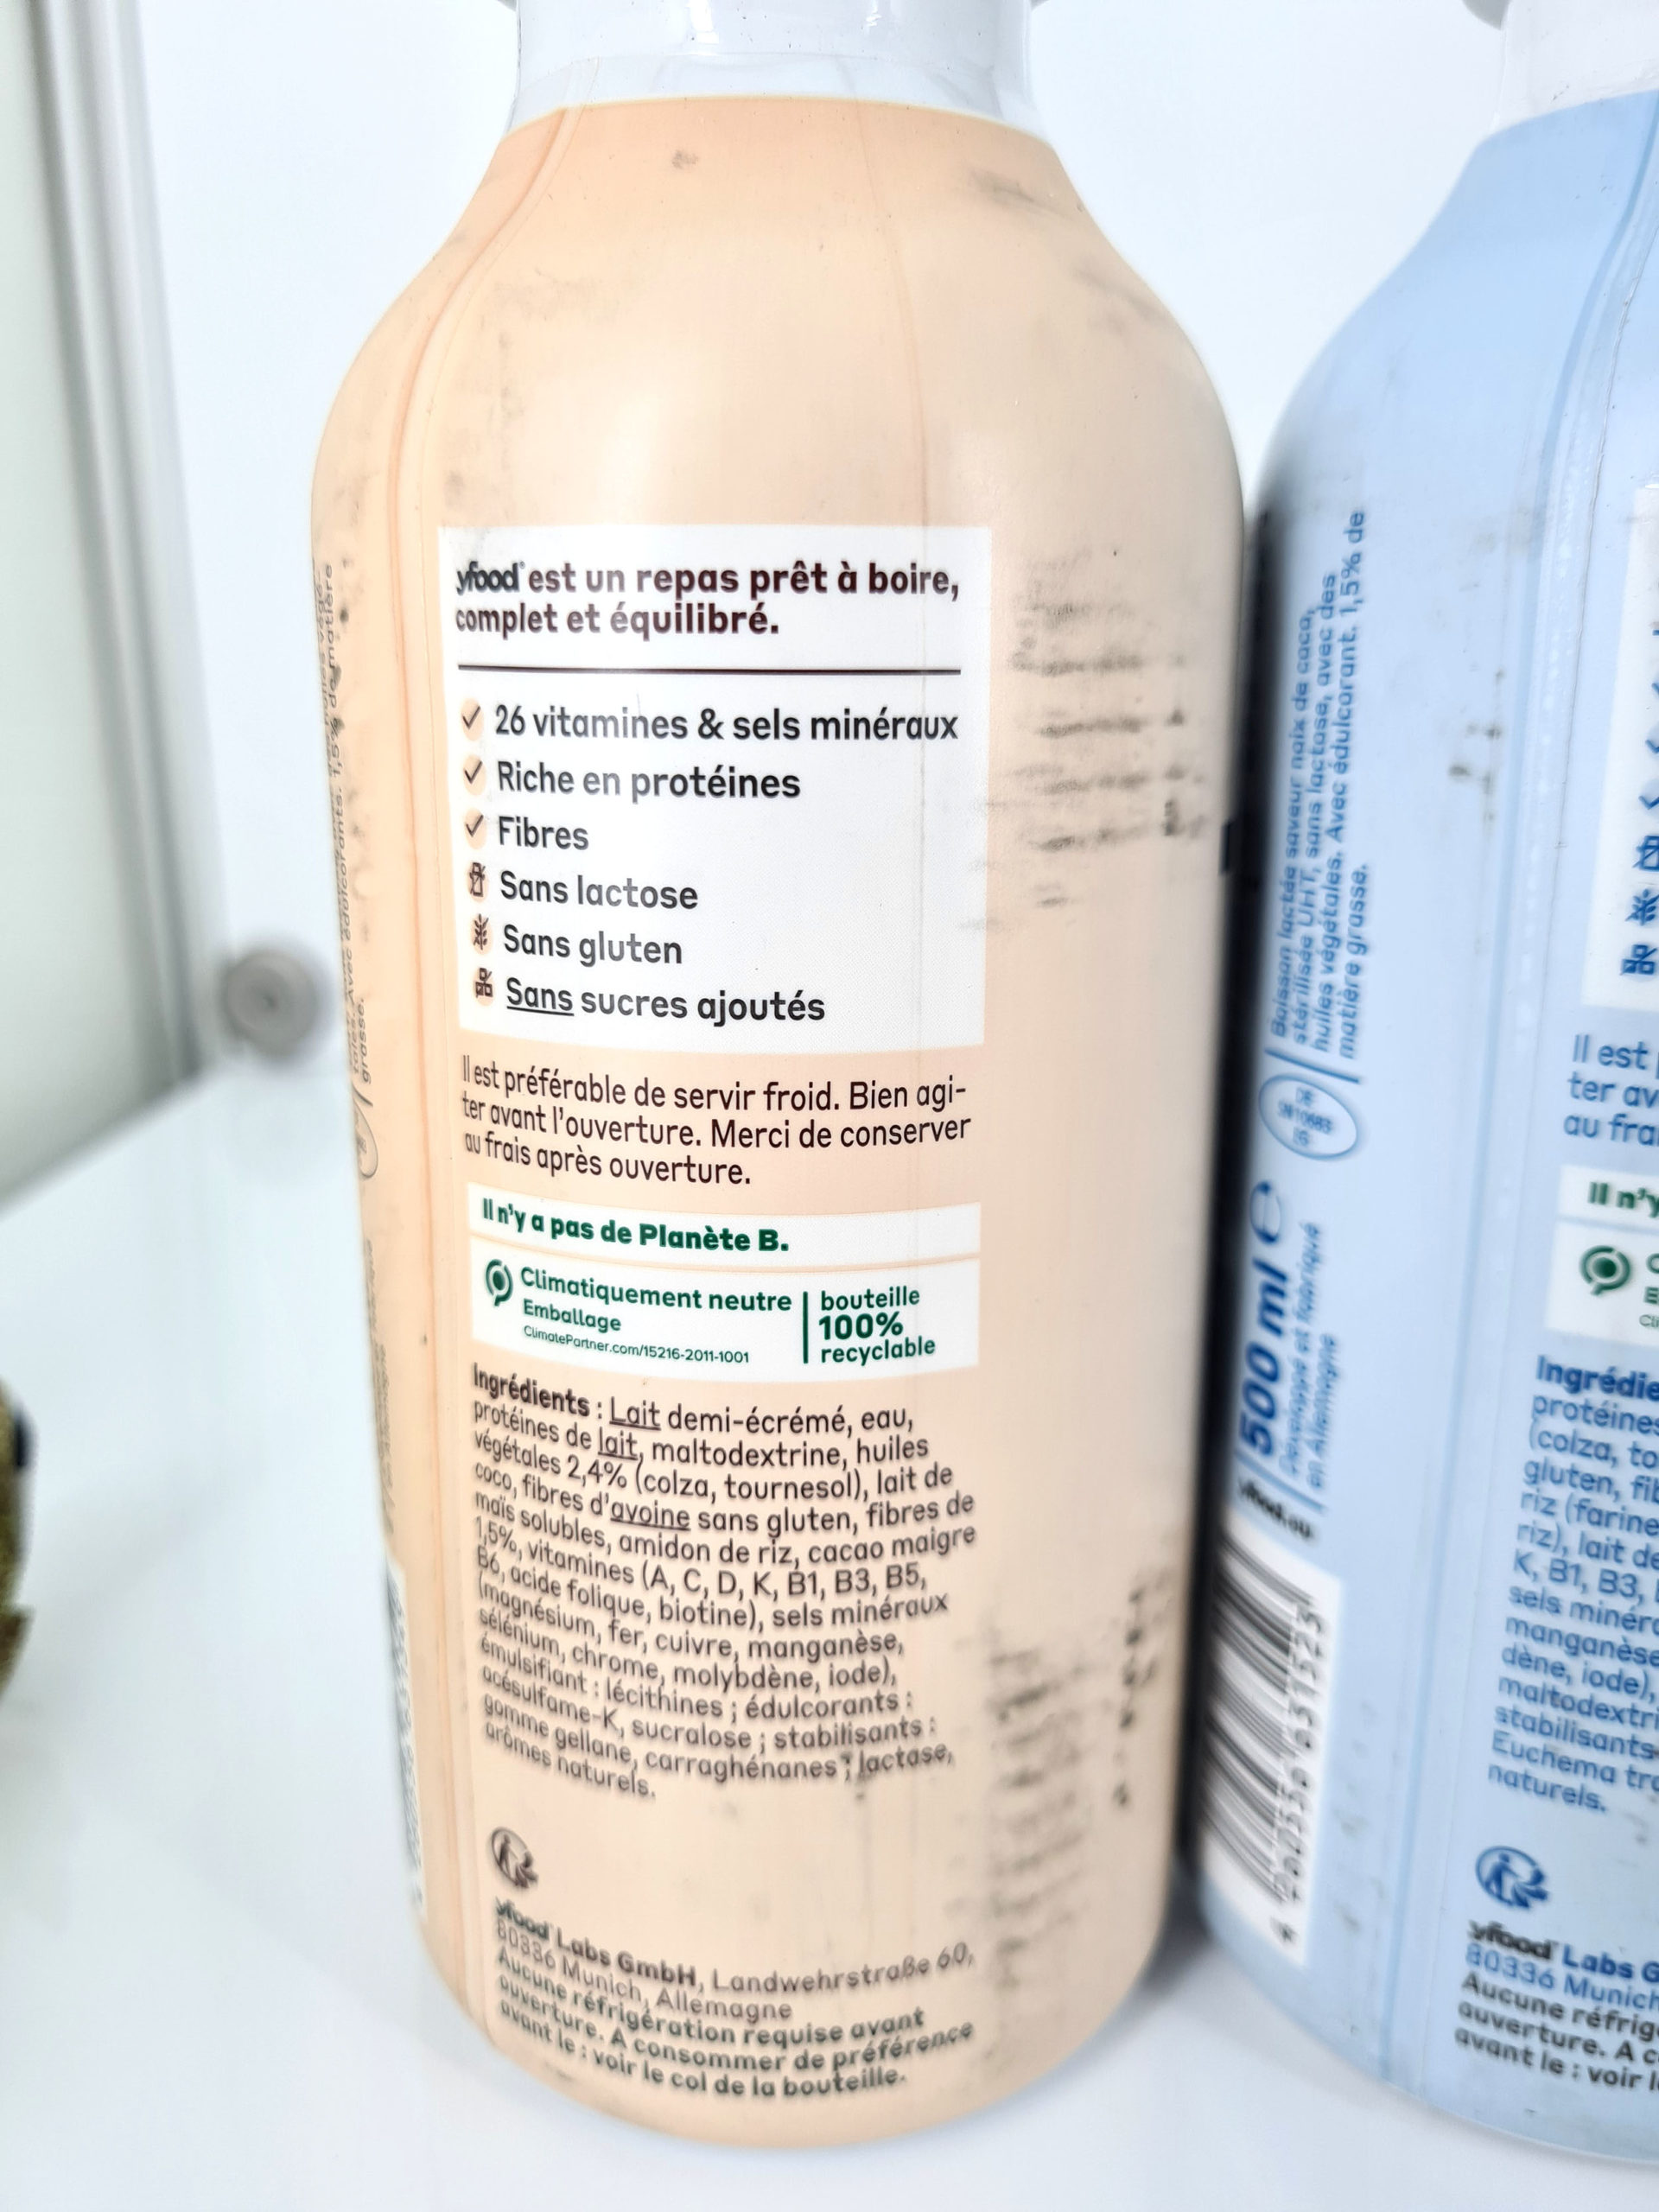 yfood est un repas prêt à boire,
complet et équilibré.
26 vitamines & sels minéraux
Riche en protéines
Fibres
Sans lactose
Sans gluten
Sans sucres ajoutés
Il est préférable de servir froid. Bien agi-
ter avant l'ouverture. Merci de conserver
au frais après ouverture.
Il n'y a pas de Planète B.
Climatiquement neutre
Emballage
ClimatePartner.com/15216-2011-1001
bouteille
100%
recyclable
Ingrédients : Lait demi-écrémé, eau,
protéines de lait, maltodextrine, huiles
végétales 2,4% (colza, tournesol), lait de
coco, fibres d'avoine sans gluten, fibres de
maïs solubles, amidon de riz, cacao maigre
1,5%, vitamines (A, C, D, K, B1, B3, B5,
B6, acide folique, biotine), sels minéraux
(magnésium, fer, cuivre, manganèse,
sélénium, chrome, molybdène, iode),
émulsifiant : lécithines ; édulcorants :
acésulfame-K, sucralose ; stabilisants :
gomme gellane, carraghénanes ; lactase,
arômes naturels.
yfood Labs GmbH, Landwehrstraße 60,
80336 Munich, Allemagne
Aucune réfrigération requise avant
ouverture. A consommer de préférence
avant le : voir le col de la bouteille.
Boisson lactée saveur noix de coco,
stérilisée UHT, sans lactose, avec des
huiles végétales. Avec édulcorant. 1,5% de
matière grasse.
500 ml e
Développé et fabriqué
en Allemagne
yfood.eu
Il est
ter av
au fra
Il n'y
Ingrédie
protéines
(colza, to
gluten, fib
riz (farine
riz), lait de
K, B1, B3,
sels minéra
manganèse
dène, iode),
maltodextri
stabilisants
Euchema tra
naturels.
yfood Labs G
80336 Munich
Aucune réfrig
ouverture. A c
avant le : voir l